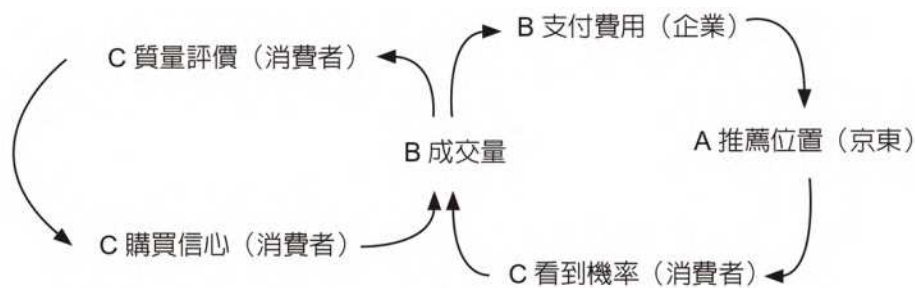 B 支付費用（企業）
C 質量評價（消費者）
A 推薦位置（京東）
B 成交量
C 購買信心（消費者）
C 看到機率（消費者）